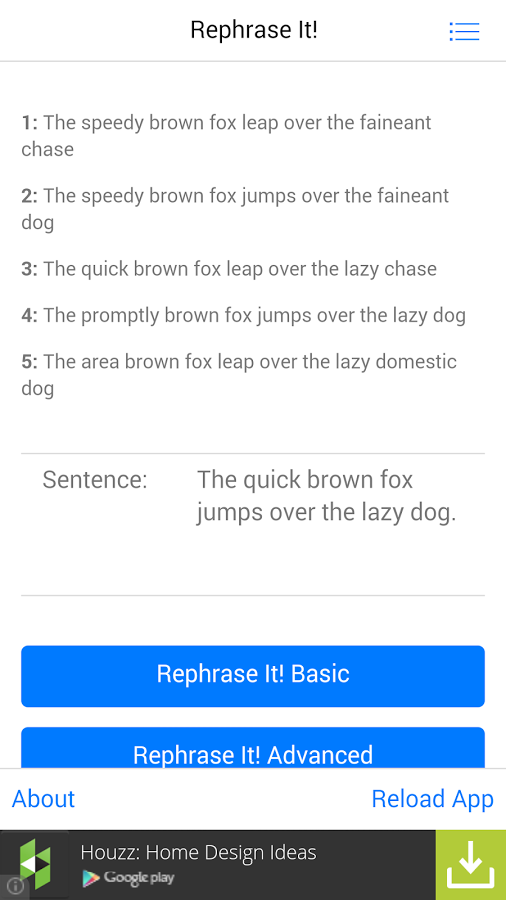 Rephrase It!
1: The speedy brown fox leap over the faineant
chase
2: The speedy brown fox jumps over the faineant
dog
3: The quick brown fox leap over the lazy chase
4: The promptly brown fox jumps over the lazy dog
5: The area brown fox leap over the lazy domestic
dog
Sentence: The quick brown fox
jumps over the lazy dog.
Rephrase It! Basic
Rephrase It! Advanced
About Reload App
Houzz: Home Design Ideas
Google play